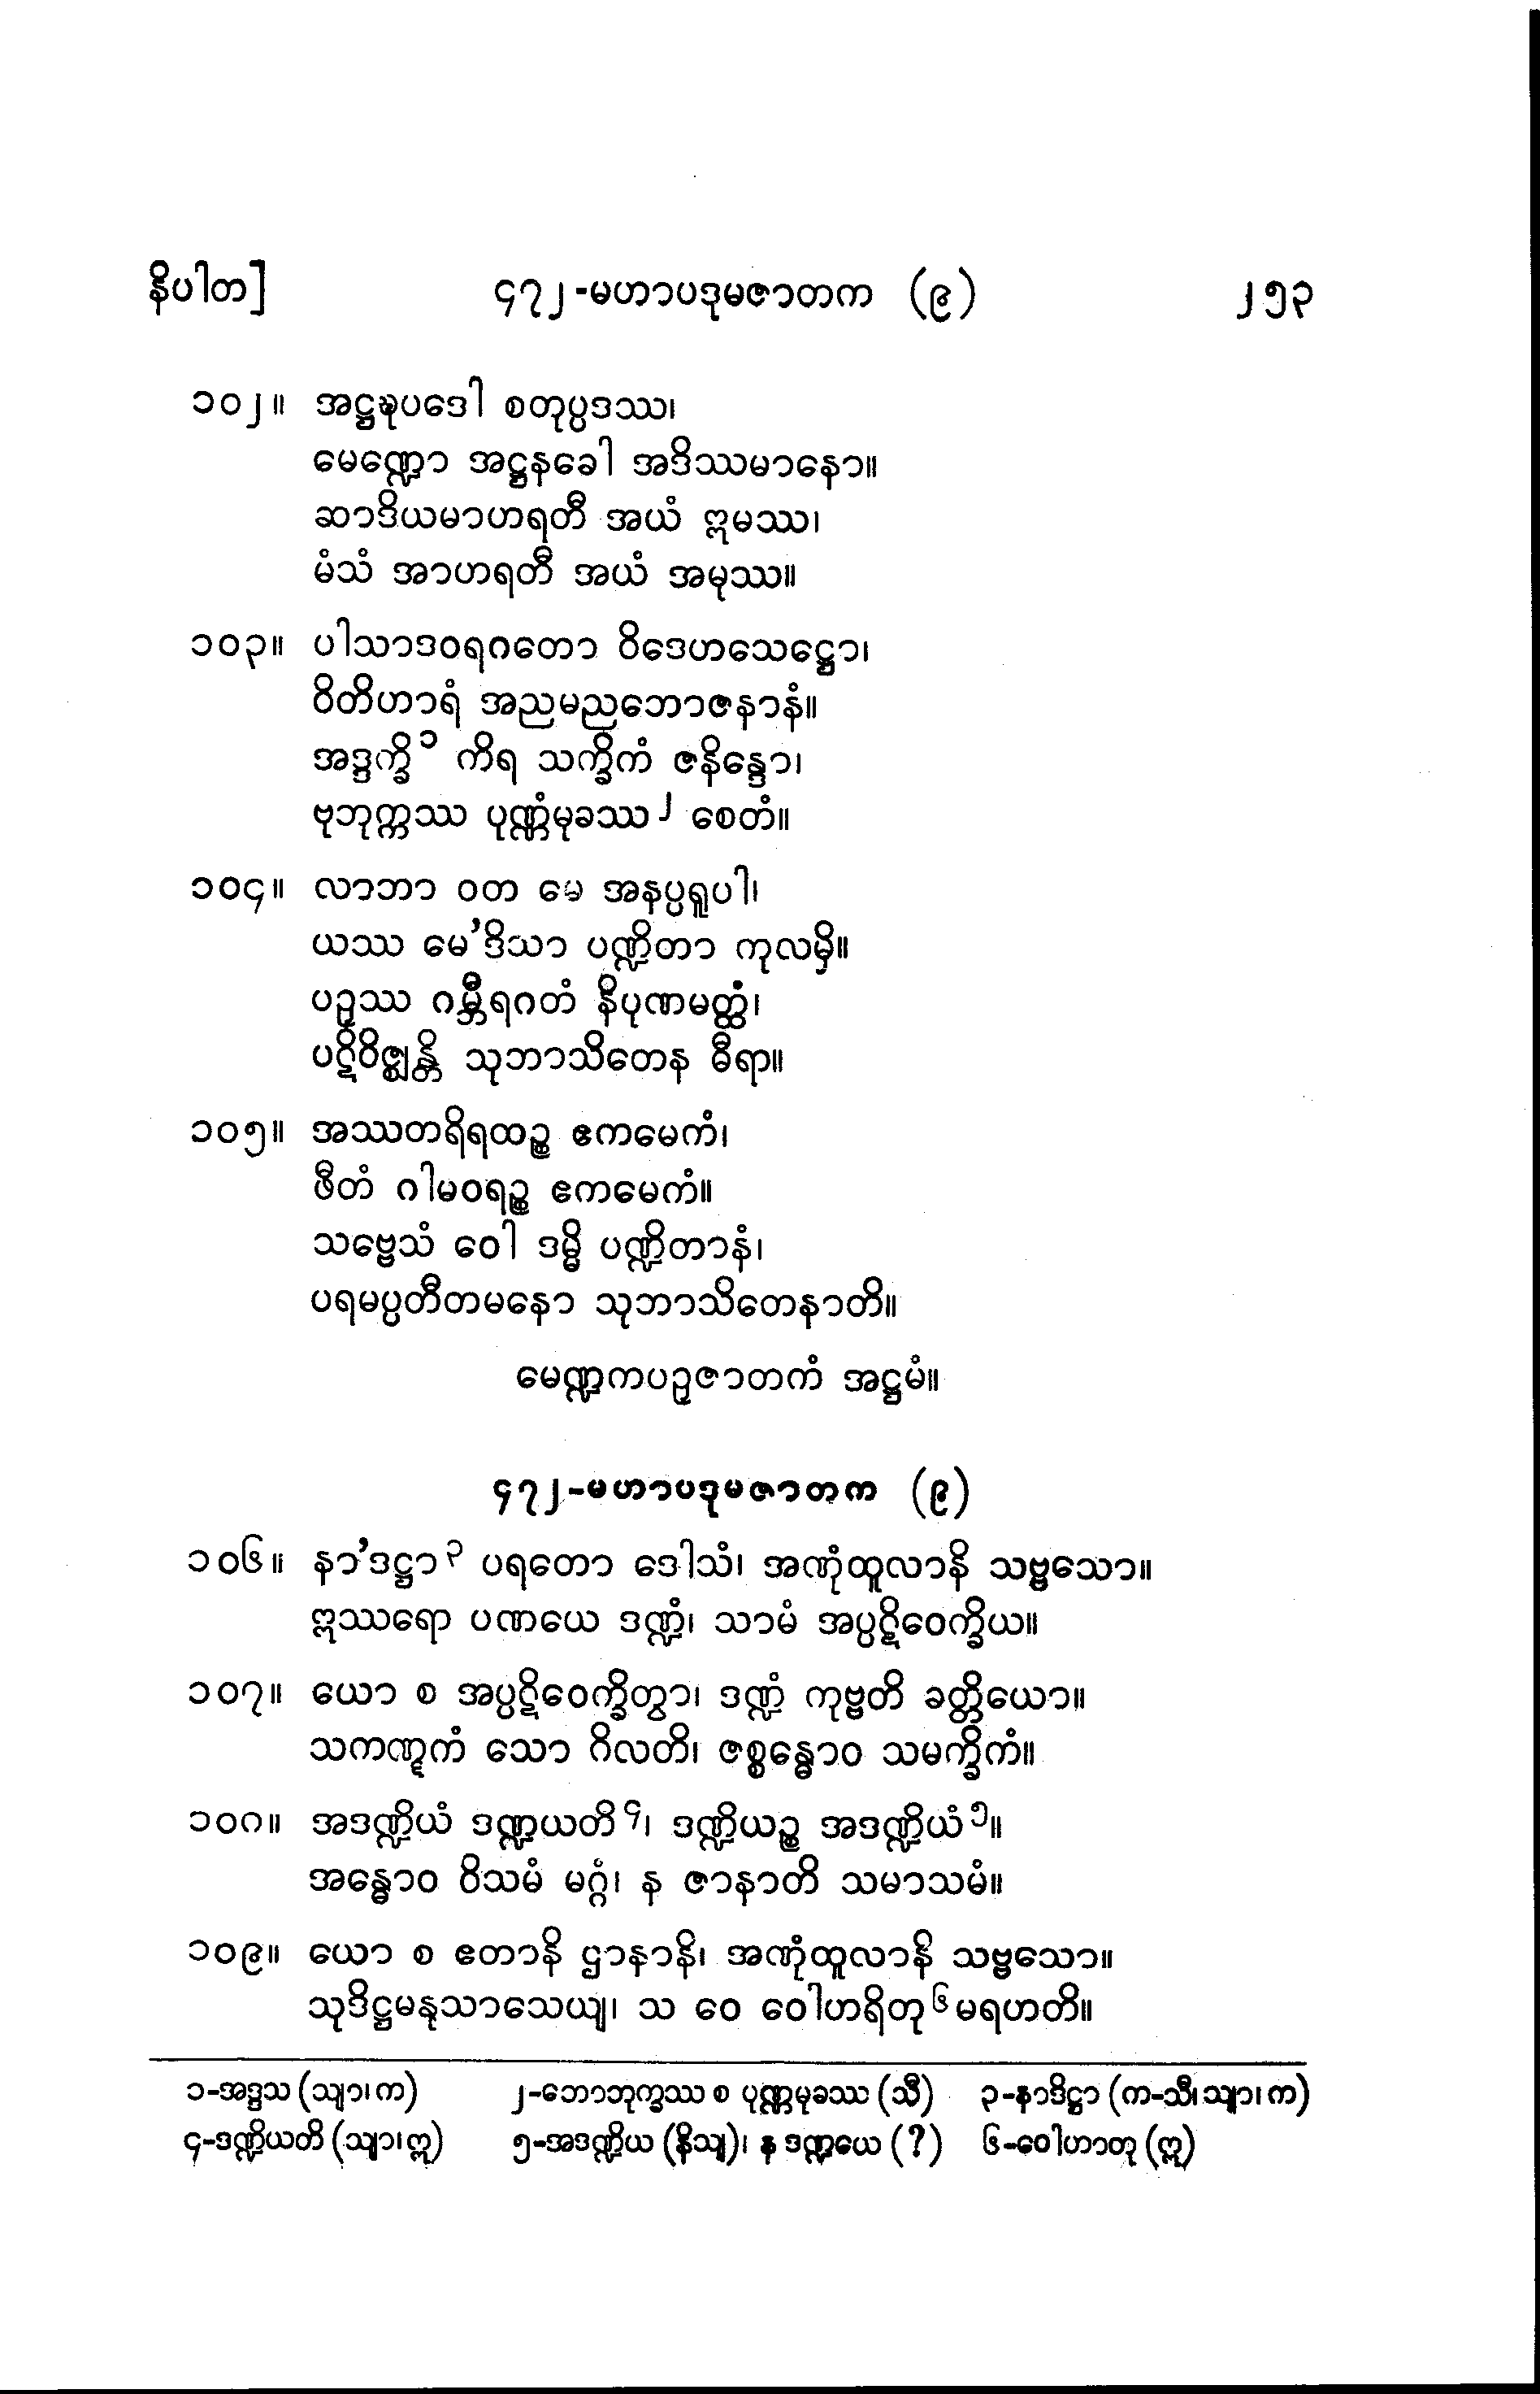 နိပါတ]	၄၇၂-မဟာပဒုမဇာတက (၉)	၂၅၃
၁၀၂။ အဋ္ဌ၎ုပဒေါ စတုပ္ပဒဿ၊
မေဏ္ဍော အဋ္ဌနခေါ အဒိဿမာနော။
ဆာဒိယမာဟရတီ အယံ ဣမဿ၊
မံသံ အာဟရတီ အယံ အမုဿ။
၁၀၃။ ပါသာဒဝရဂတော ဝိဒေဟသေဋ္ဌော၊
ဝိတိဟာရံ အညမညဘောဇနာနံ။
အဒ္ဒက္ခိ၁ ကိရ သက္ခိကံ ဇနိန္ဒော၊
ဗုဘုက္ကဿ ပုဏ္ဏံမုခဿ၂ စေတံ။
၁၀၄။ လာဘာ ဝတ မေ အနပ္ပရူပါ၊
ယဿ မေ'ဒိသာ ပဏ္ဍိတာ ကုလမှိ။
ပဉှဿ ဂမ္ဘီရဂတံ နိပုဏမတ္ထံ၊
ပဋိဝိဇ္ဈန္တိ သုဘာသိတေန ဓီရာ။
၁၀၅။ အဿတရိရထဉ္စ ဧကမေကံ၊
ဖီတံ ဂါမဝရဉ္စ ဧကမေကံ။
သဗ္ဗေသံ ဝေါ ဒမ္မိ ပဏ္ဍိတာနံ၊
ပရမပ္ပတီတမနော သုဘာသိတေနာတိ။
မေဏ္ဍကပဉှဇာတကံ အဋ္ဌမံ။
၄၇၂-မဟာပဒုမဇာတက (၉)
၁၀၆။ နာ'ဒဋ္ဌာ၃ ပရတော ဒေါသံ၊ အဏုံထူလာနိ သဗ္ဗသော။
ဣဿရော ပဏယေ ဒဏ္ဍံ၊ သာမံ အပ္ပဋိဝေက္ခိယ။
၁၀၇။ ယော စ အပ္ပဋိဝေက္ခိတွာ၊ ဒဏ္ဍံ ကုဗ္ဗတိ ခတ္တိယော။
သကဏ္ဋကံ သော ဂိလတိ၊ ဇစ္စန္ဓောဝ သမက္ခိကံ။
၁၀၈။ အဒဏ္ဍိယံ ဒဏ္ဍယတိ၄၊ ဒဏ္ဍိယဉ္စ အဒဏ္ဍိယံ၅။
အန္ဓောဝ ဝိသမံ မဂ္ဂံ၊ န ဇာနာတိ သမာသမံ။
၁၀၉။ ယော စ ဧတာနိ ဌာနာနိ၊ အဏုံထူလာနိ သဗ္ဗသော။
သုဒိဋ္ဌမနုသာသေယျ၊ သ ဝေ ဝေါဟရိတု၆မရဟတိ။
၁-အဒ္ဒသ (သျာ၊ က)	၂-ဘောဘုက္ခဿ စ ပုဏ္ဏမုခဿ (သီ)	၃-နာဒိဋ္ဌာ (က-သီ၊ သျာ၊ က)
၄-ဒဏ္ဍိယတိ (သျာ၊ ဣ)	၅-အဒဏ္ဍိယ (နိသျ)၊ န ဒဏ္ဍယေ (?)	၆-ဝေါဟာတု (ဣ)